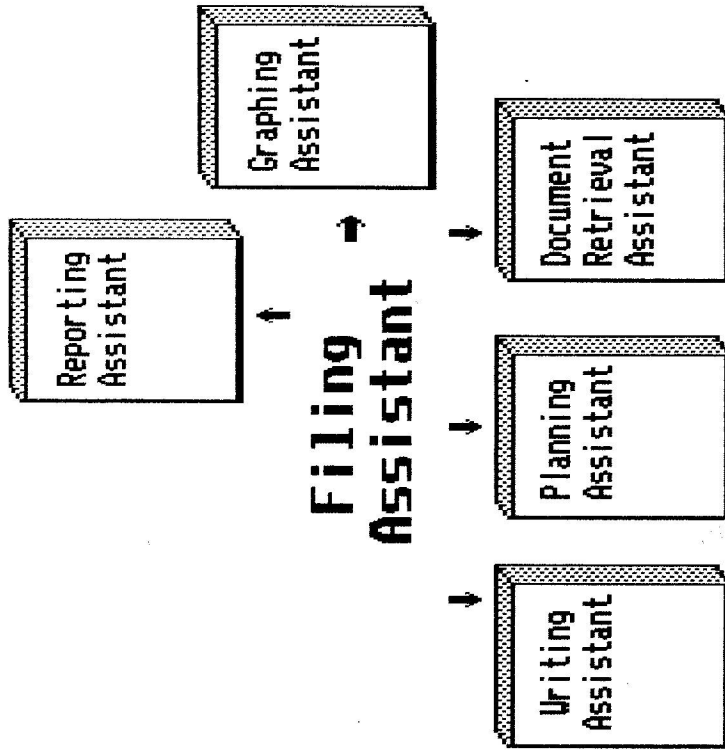 Reporting
Assistant
Graphing
Assistant
Filing
Assistant
Writing
Assistant
Planning
Assistant
Document
Retrieval
Assistant